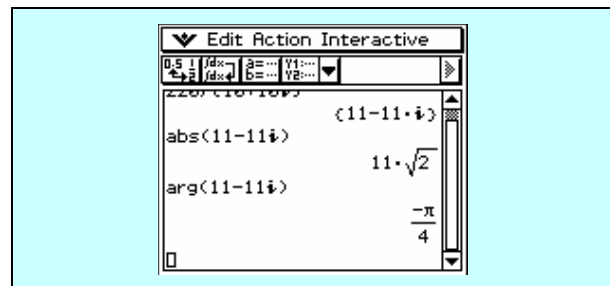 Edit Action Interactive
{11-11·i}
abs(11-11i)
11·√2
arg(11-11i)
-π
4